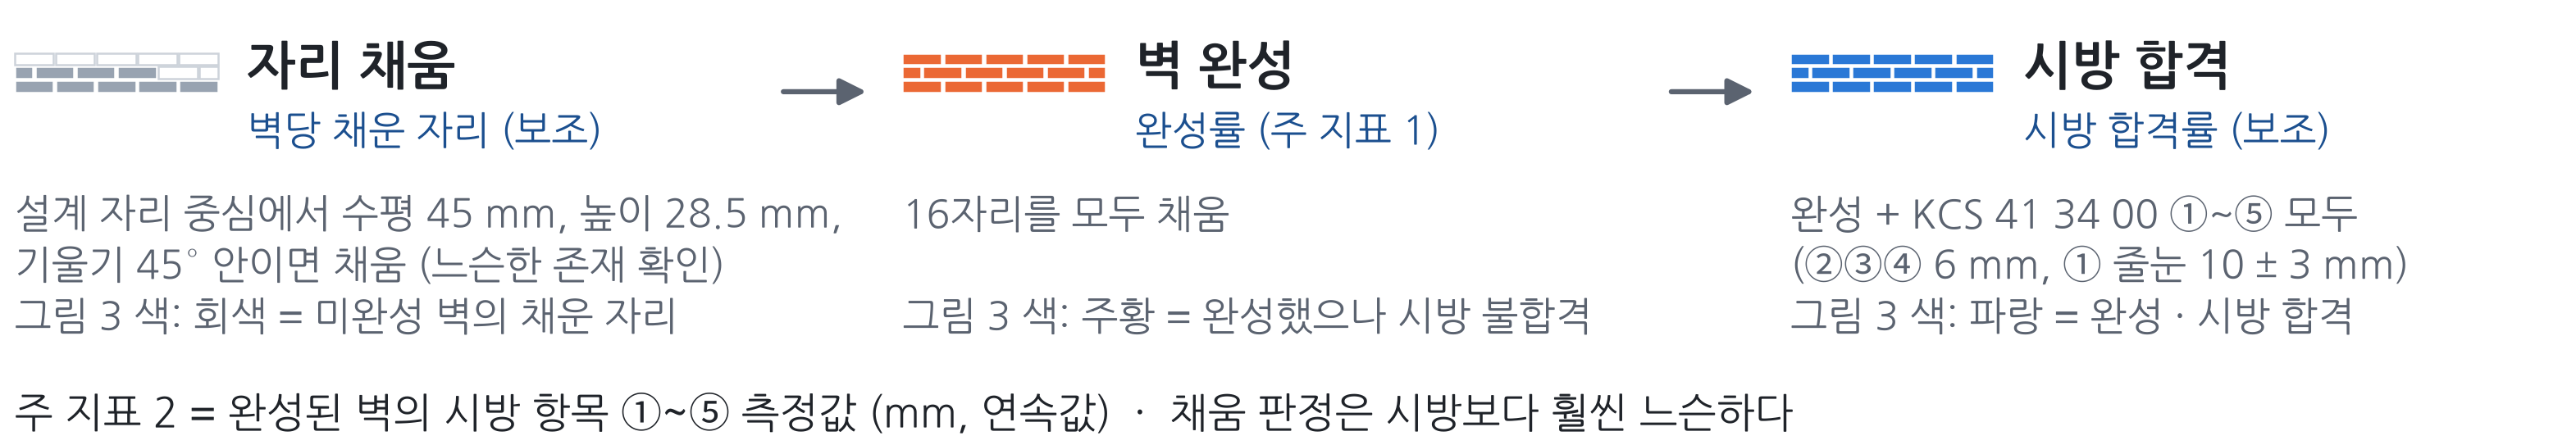 자리 채움
벽당 채운 자리 (보조)
설계 자리 중심에서 수평 45 mm, 높이 28.5 mm,
기울기 45° 안이면 채움 (느슨한 존재 확인)
그림 3 색: 회색 = 미완성 벽의 채운 자리
벽 완성
완성률 (주 지표 1)
16자리를 모두 채움
그림 3 색: 주황 = 완성했으나 시방 불합격
시방 합격
시방 합격률 (보조)
완성 + KCS 41 34 00 ①~⑤ 모두
(②③④ 6 mm, ① 줄눈 10 ± 3 mm)
그림 3 색: 파랑 = 완성 · 시방 합격
주 지표 2 = 완성된 벽의 시방 항목 ①~⑤ 측정값 (mm, 연속값) · 채움 판정은 시방보다 훨씬 느슨하다